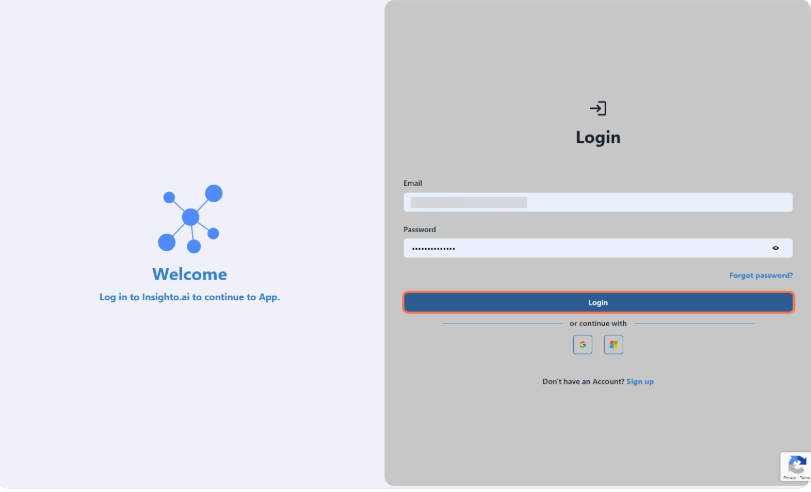 Login
Email
Password
Forgot password?
Login
or continue with
Don't have an Account? Sign up
Welcome
Log in to Insighto.ai to continue to App.
Privacy - Terms